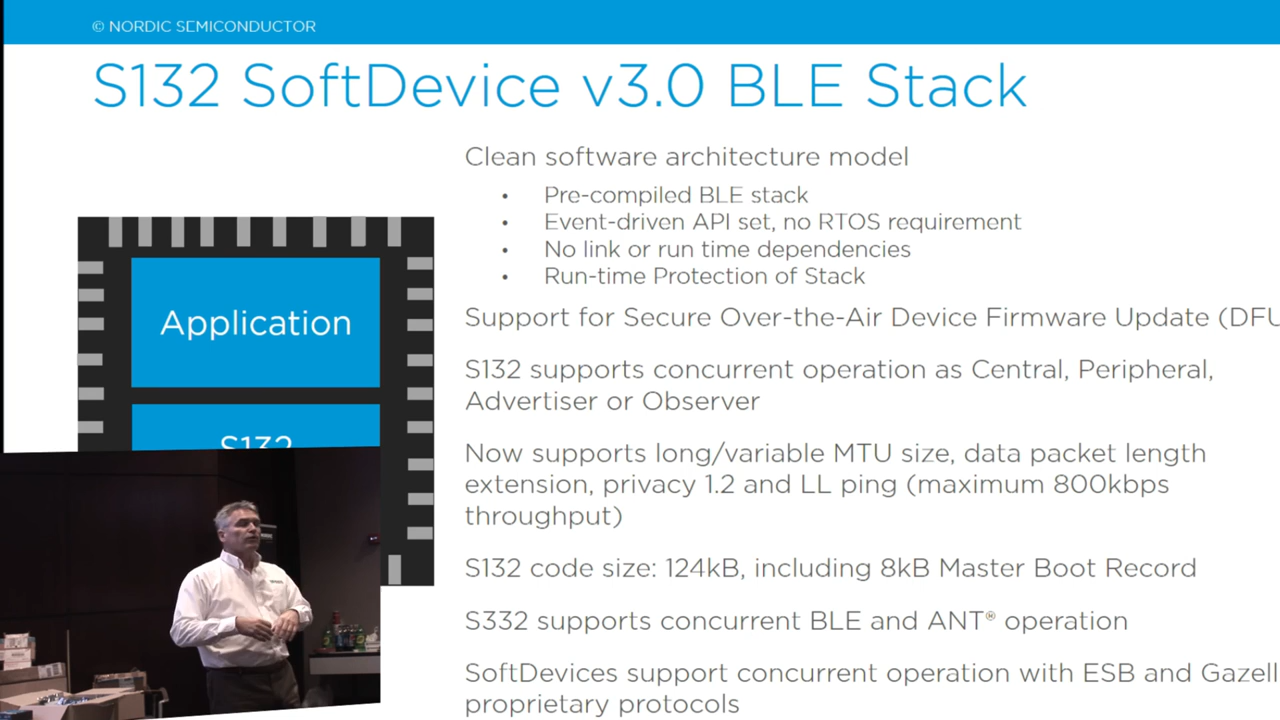 © NORDIC SEMICONDUCTOR
S132 SoftDevice v3.0 BLE Stack
Clean software architecture model
• Pre-compiled BLE stack
• Event-driven API set, no RTOS requirement
• No link or run time dependencies
• Run-time Protection of Stack
Application
Support for Secure Over-the-Air Device Firmware Update (DFU
S132 supports concurrent operation as Central, Peripheral,
Advertiser or Observer
S132
Now supports long/variable MTU size, data packet length
extension, privacy 1.2 and LL ping (maximum 800kbps
throughput)
S132 code size: 124kB, including 8kB Master Boot Record
S332 supports concurrent BLE and ANT® operation
SoftDevices support concurrent operation with ESB and Gazell
proprietary protocols